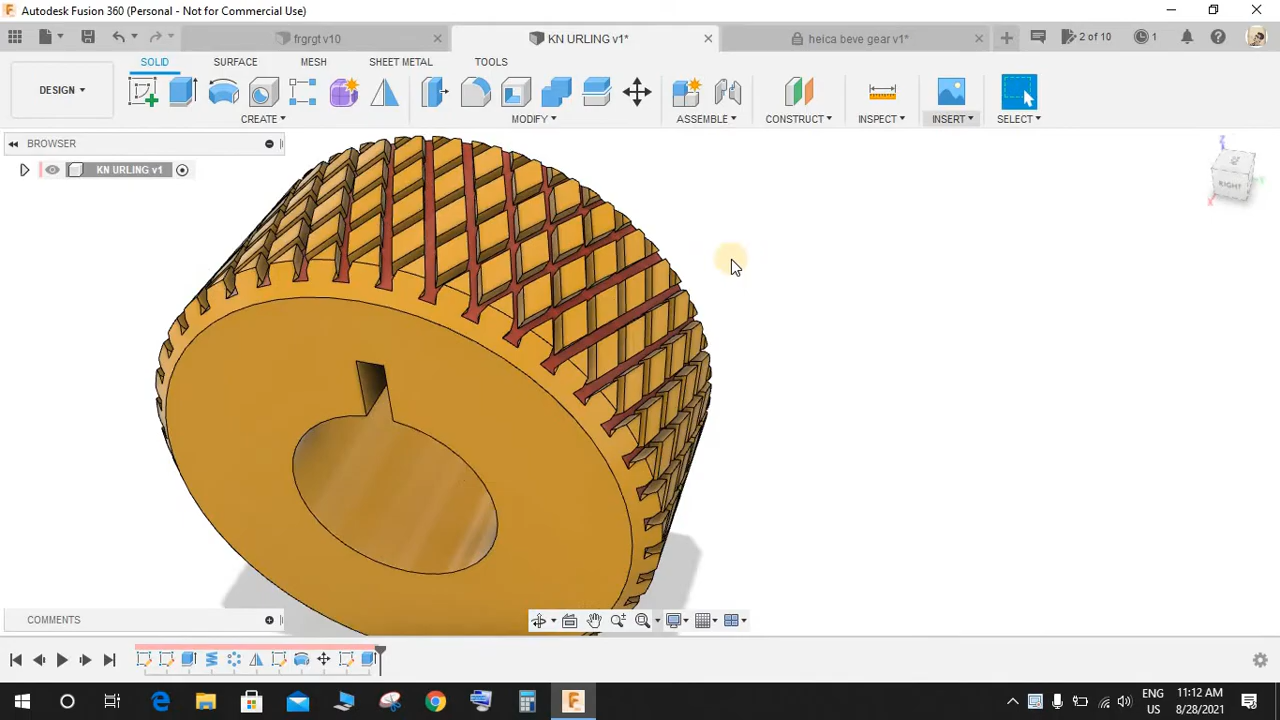 Autodesk Fusion 360 (Personal - Not for Commercial Use)
frgrgt v10
KN URLING v1*
heica beve gear v1*
2 of 10
1
SOLID
SURFACE
MESH
SHEET METAL
TOOLS
DESIGN
CREATE
MODIFY
ASSEMBLE
CONSTRUCT
INSPECT
INSERT
SELECT
BROWSER
KN URLING v1
Z
RIGHT
X
Y
COMMENTS
ENG
US
11:12 AM
8/28/2021